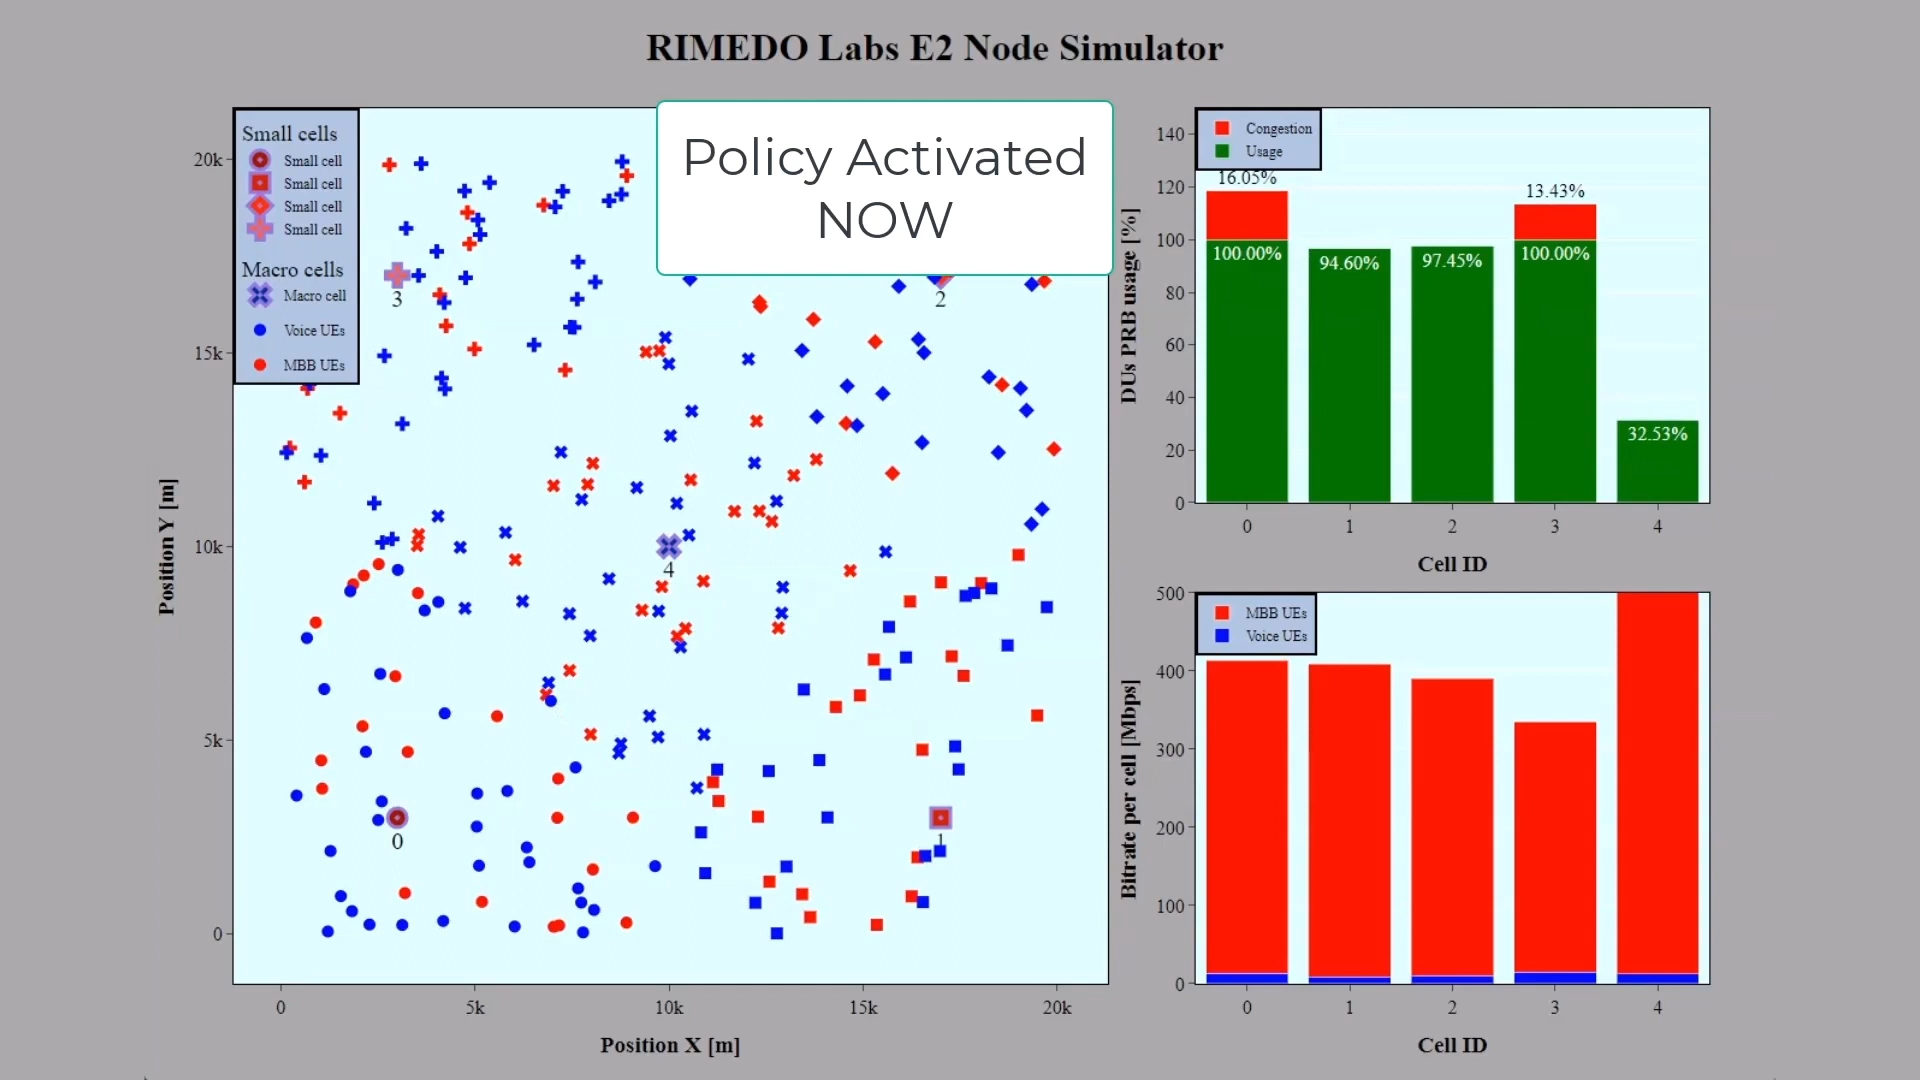 RIMEDO Labs E2 Node Simulator
Policy Activated
NOW
Small cells
Small cell
Small cell
Small cell
Small cell
Macro cells
Macro cell
Voice UEs
MBB UEs
20k
15k
10k
5k
0
Position Y [m]
3
2
4
0
1
0
5k
10k
15k
20k
Position X [m]
Congestion
Usage
140
120
100
80
60
40
20
0
DUs PRB usage [%]
16.05%
13.43%
100.00%
94.60%
97.45%
100.00%
32.53%
0
1
2
3
4
Cell ID
MBB UEs
Voice UEs
500
400
300
200
100
0
Bitrate per cell [Mbps]
0
1
2
3
4
Cell ID